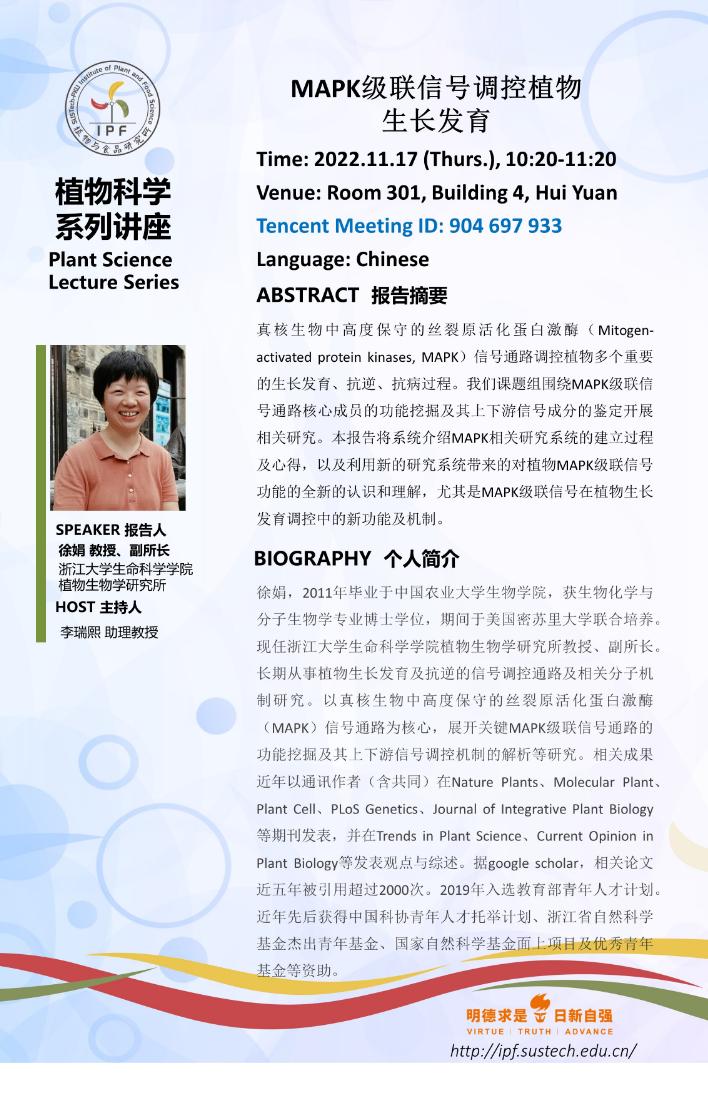 SUSTech-PKU Institute of Plant and Food Science
IPF
植物与食品研究所
植物科学
系列讲座
Plant Science
Lecture Series
SPEAKER 报告人
徐娟 教授、副所长
浙江大学生命科学学院
植物生物学研究所
HOST 主持人
李瑞熙 助理教授
MAPK级联信号调控植物
生长发育
Time: 2022.11.17 (Thurs.), 10:20-11:20
Venue: Room 301, Building 4, Hui Yuan
Tencent Meeting ID: 904 697 933
Language: Chinese
ABSTRACT 报告摘要
真核生物中高度保守的丝裂原活化蛋白激酶（Mitogen-
activated protein kinases, MAPK）信号通路调控植物多个重要
的生长发育、抗逆、抗病过程。我们课题组围绕MAPK级联信
号通路核心成员的功能挖掘及其上下游信号成分的鉴定开展
相关研究。本报告将系统介绍MAPK相关研究系统的建立过程
及心得，以及利用新的研究系统带来的对植物MAPK级联信号
功能的全新的认识和理解，尤其是MAPK级联信号在植物生长
发育调控中的新功能及机制。
BIOGRAPHY 个人简介
徐娟，2011年毕业于中国农业大学生物学院，获生物化学与
分子生物学专业博士学位，期间于美国密苏里大学联合培养。
现任浙江大学生命科学学院植物生物学研究所教授、副所长。
长期从事植物生长发育及抗逆的信号调控通路及相关分子机
制研究。以真核生物中高度保守的丝裂原活化蛋白激酶
（MAPK）信号通路为核心，展开关键MAPK级联信号通路的
功能挖掘及其上下游信号调控机制的解析等研究。相关成果
近年以通讯作者（含共同）在Nature Plants、Molecular Plant、
Plant Cell、PLoS Genetics、Journal of Integrative Plant Biology
等期刊发表，并在Trends in Plant Science、Current Opinion in
Plant Biology等发表观点与综述。据google scholar，相关论文
近五年被引用超过2000次。2019年入选教育部青年人才计划。
近年先后获得中国科协青年人才托举计划、浙江省自然科学
基金杰出青年基金、国家自然科学基金面上项目及优秀青年
基金等资助。
明德求是 日新自强
VIRTUE | TRUTH | ADVANCE
http://ipf.sustech.edu.cn/